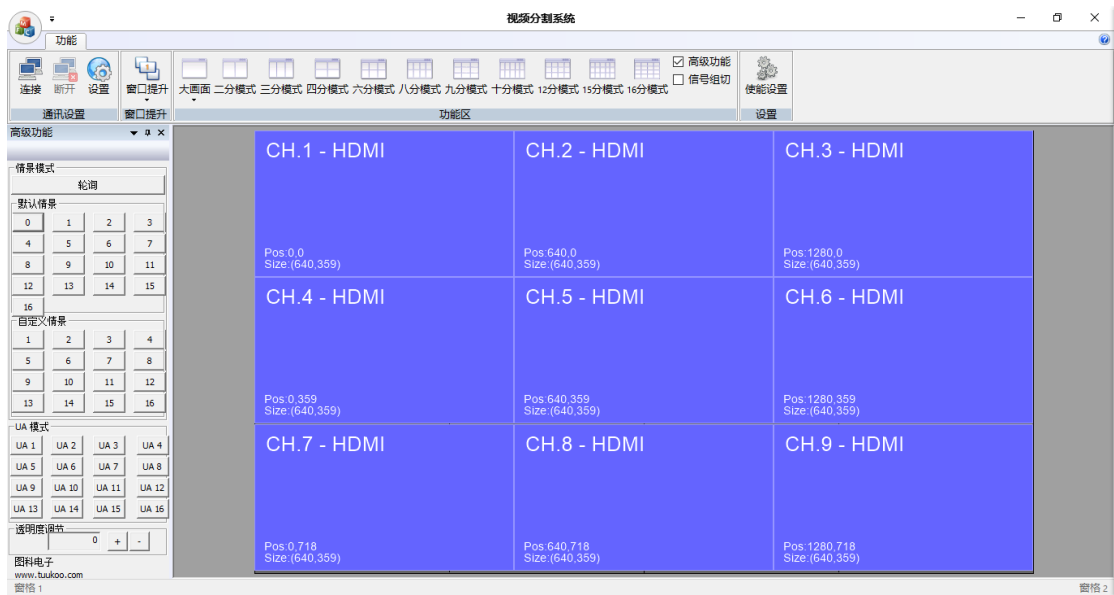 视频分割系统
功能
大画面 二分模式 三分模式 四分模式 六分模式 八分模式 九分模式 十分模式 12分模式 15分模式 16分模式
高级功能
信号组切
连接 断开 设置 窗口提升 使能设置
通讯设置 窗口提升 功能区 设置
高级功能
情景模式
轮询
默认情景
0 1 2 3
4 5 6 7
8 9 10 11
12 13 14 15
16
自定义情景
1 2 3 4
5 6 7 8
9 10 11 12
13 14 15 16
UA 模式
UA 1 UA 2 UA 3 UA 4
UA 5 UA 6 UA 7 UA 8
UA 9 UA 10 UA 11 UA 12
UA 13 UA 14 UA 15 UA 16
透明度调节
0 + -
图科电子
www.tuukoo.com
CH.1 - HDMI
Pos:0,0
Size:(640,359)
CH.2 - HDMI
Pos:640,0
Size:(640,359)
CH.3 - HDMI
Pos:1280,0
Size:(640,359)
CH.4 - HDMI
Pos:0,359
Size:(640,359)
CH.5 - HDMI
Pos:640,359
Size:(640,359)
CH.6 - HDMI
Pos:1280,359
Size:(640,359)
CH.7 - HDMI
Pos:0,718
Size:(640,359)
CH.8 - HDMI
Pos:640,718
Size:(640,359)
CH.9 - HDMI
Pos:1280,718
Size:(640,359)
窗格 1
窗格 2